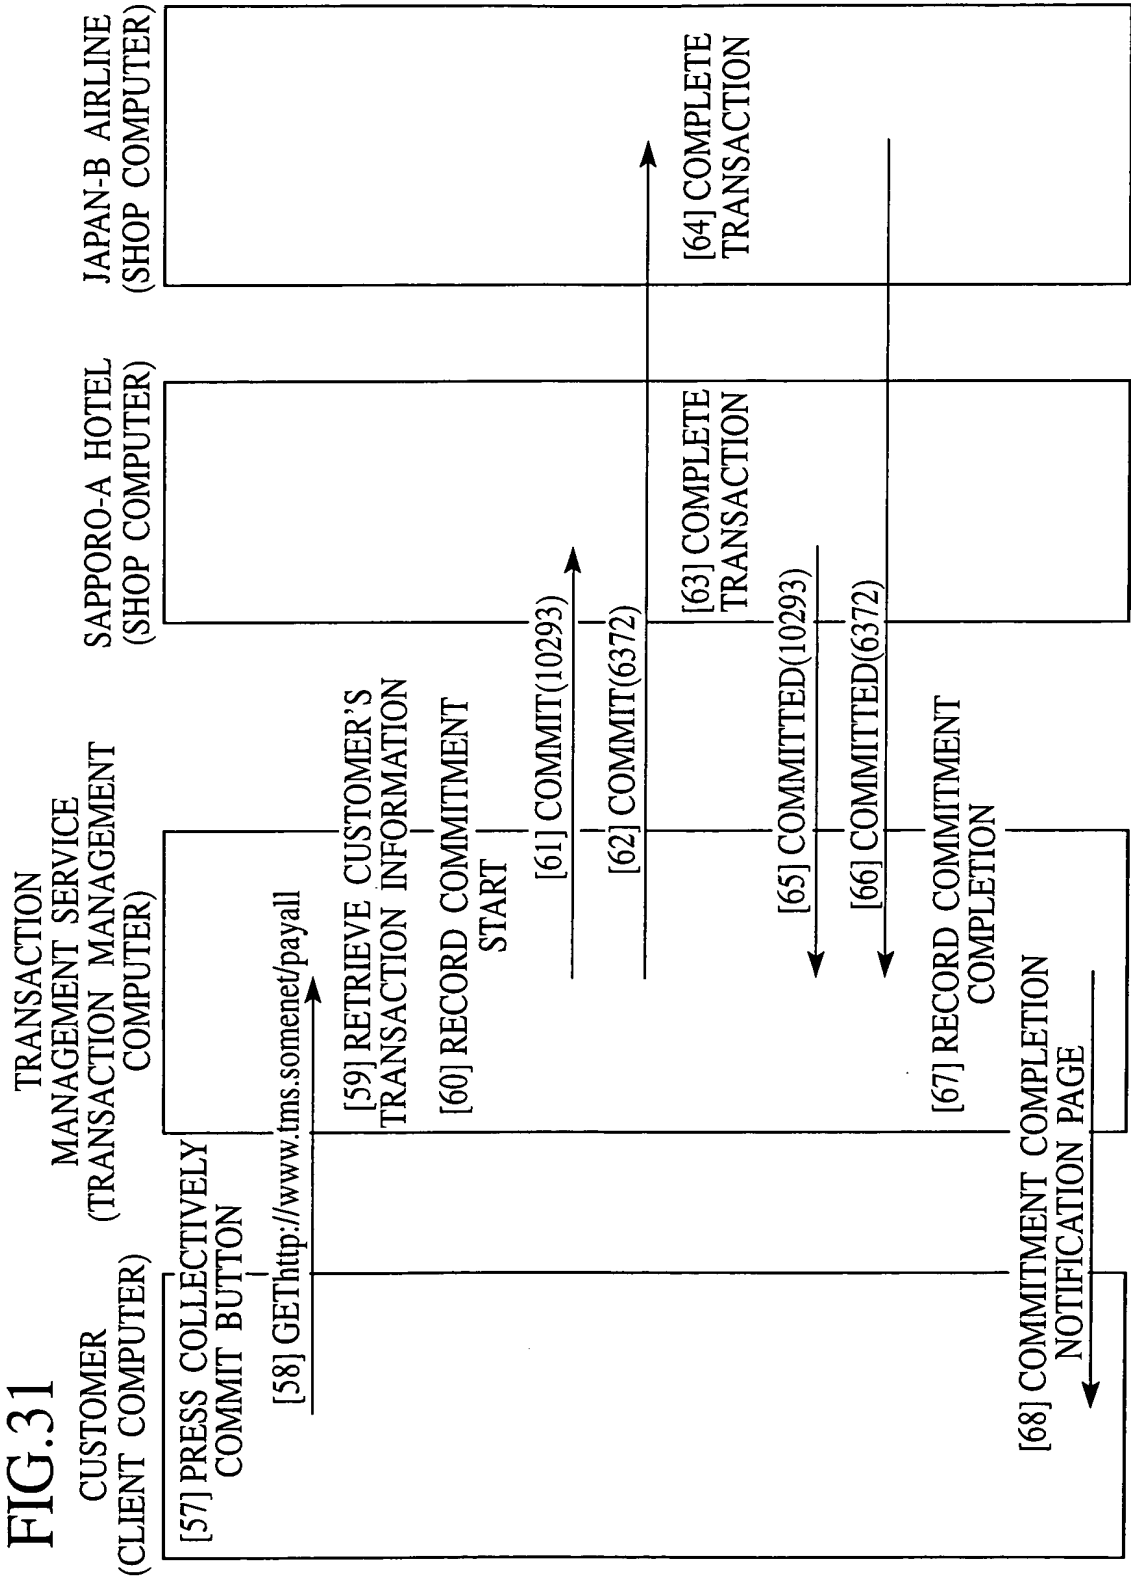 FIG.31
CUSTOMER
(CLIENT COMPUTER)
TRANSACTION
MANAGEMENT SERVICE
(TRANSACTION MANAGEMENT
COMPUTER)
SAPPORO-A HOTEL
(SHOP COMPUTER)
JAPAN-B AIRLINE
(SHOP COMPUTER)
[57] PRESS COLLECTIVELY
COMMIT BUTTON
[58] GEThttp://www.tms.somenet/payall
[59] RETRIEVE CUSTOMER'S
TRANSACTION INFORMATION
[60] RECORD COMMITMENT
START
[61] COMMIT(10293)
[62] COMMIT(6372)
[63] COMPLETE
TRANSACTION
[64] COMPLETE
TRANSACTION
[65] COMMITTED(10293)
[66] COMMITTED(6372)
[67] RECORD COMMITMENT
COMPLETION
[68] COMMITMENT COMPLETION
NOTIFICATION PAGE